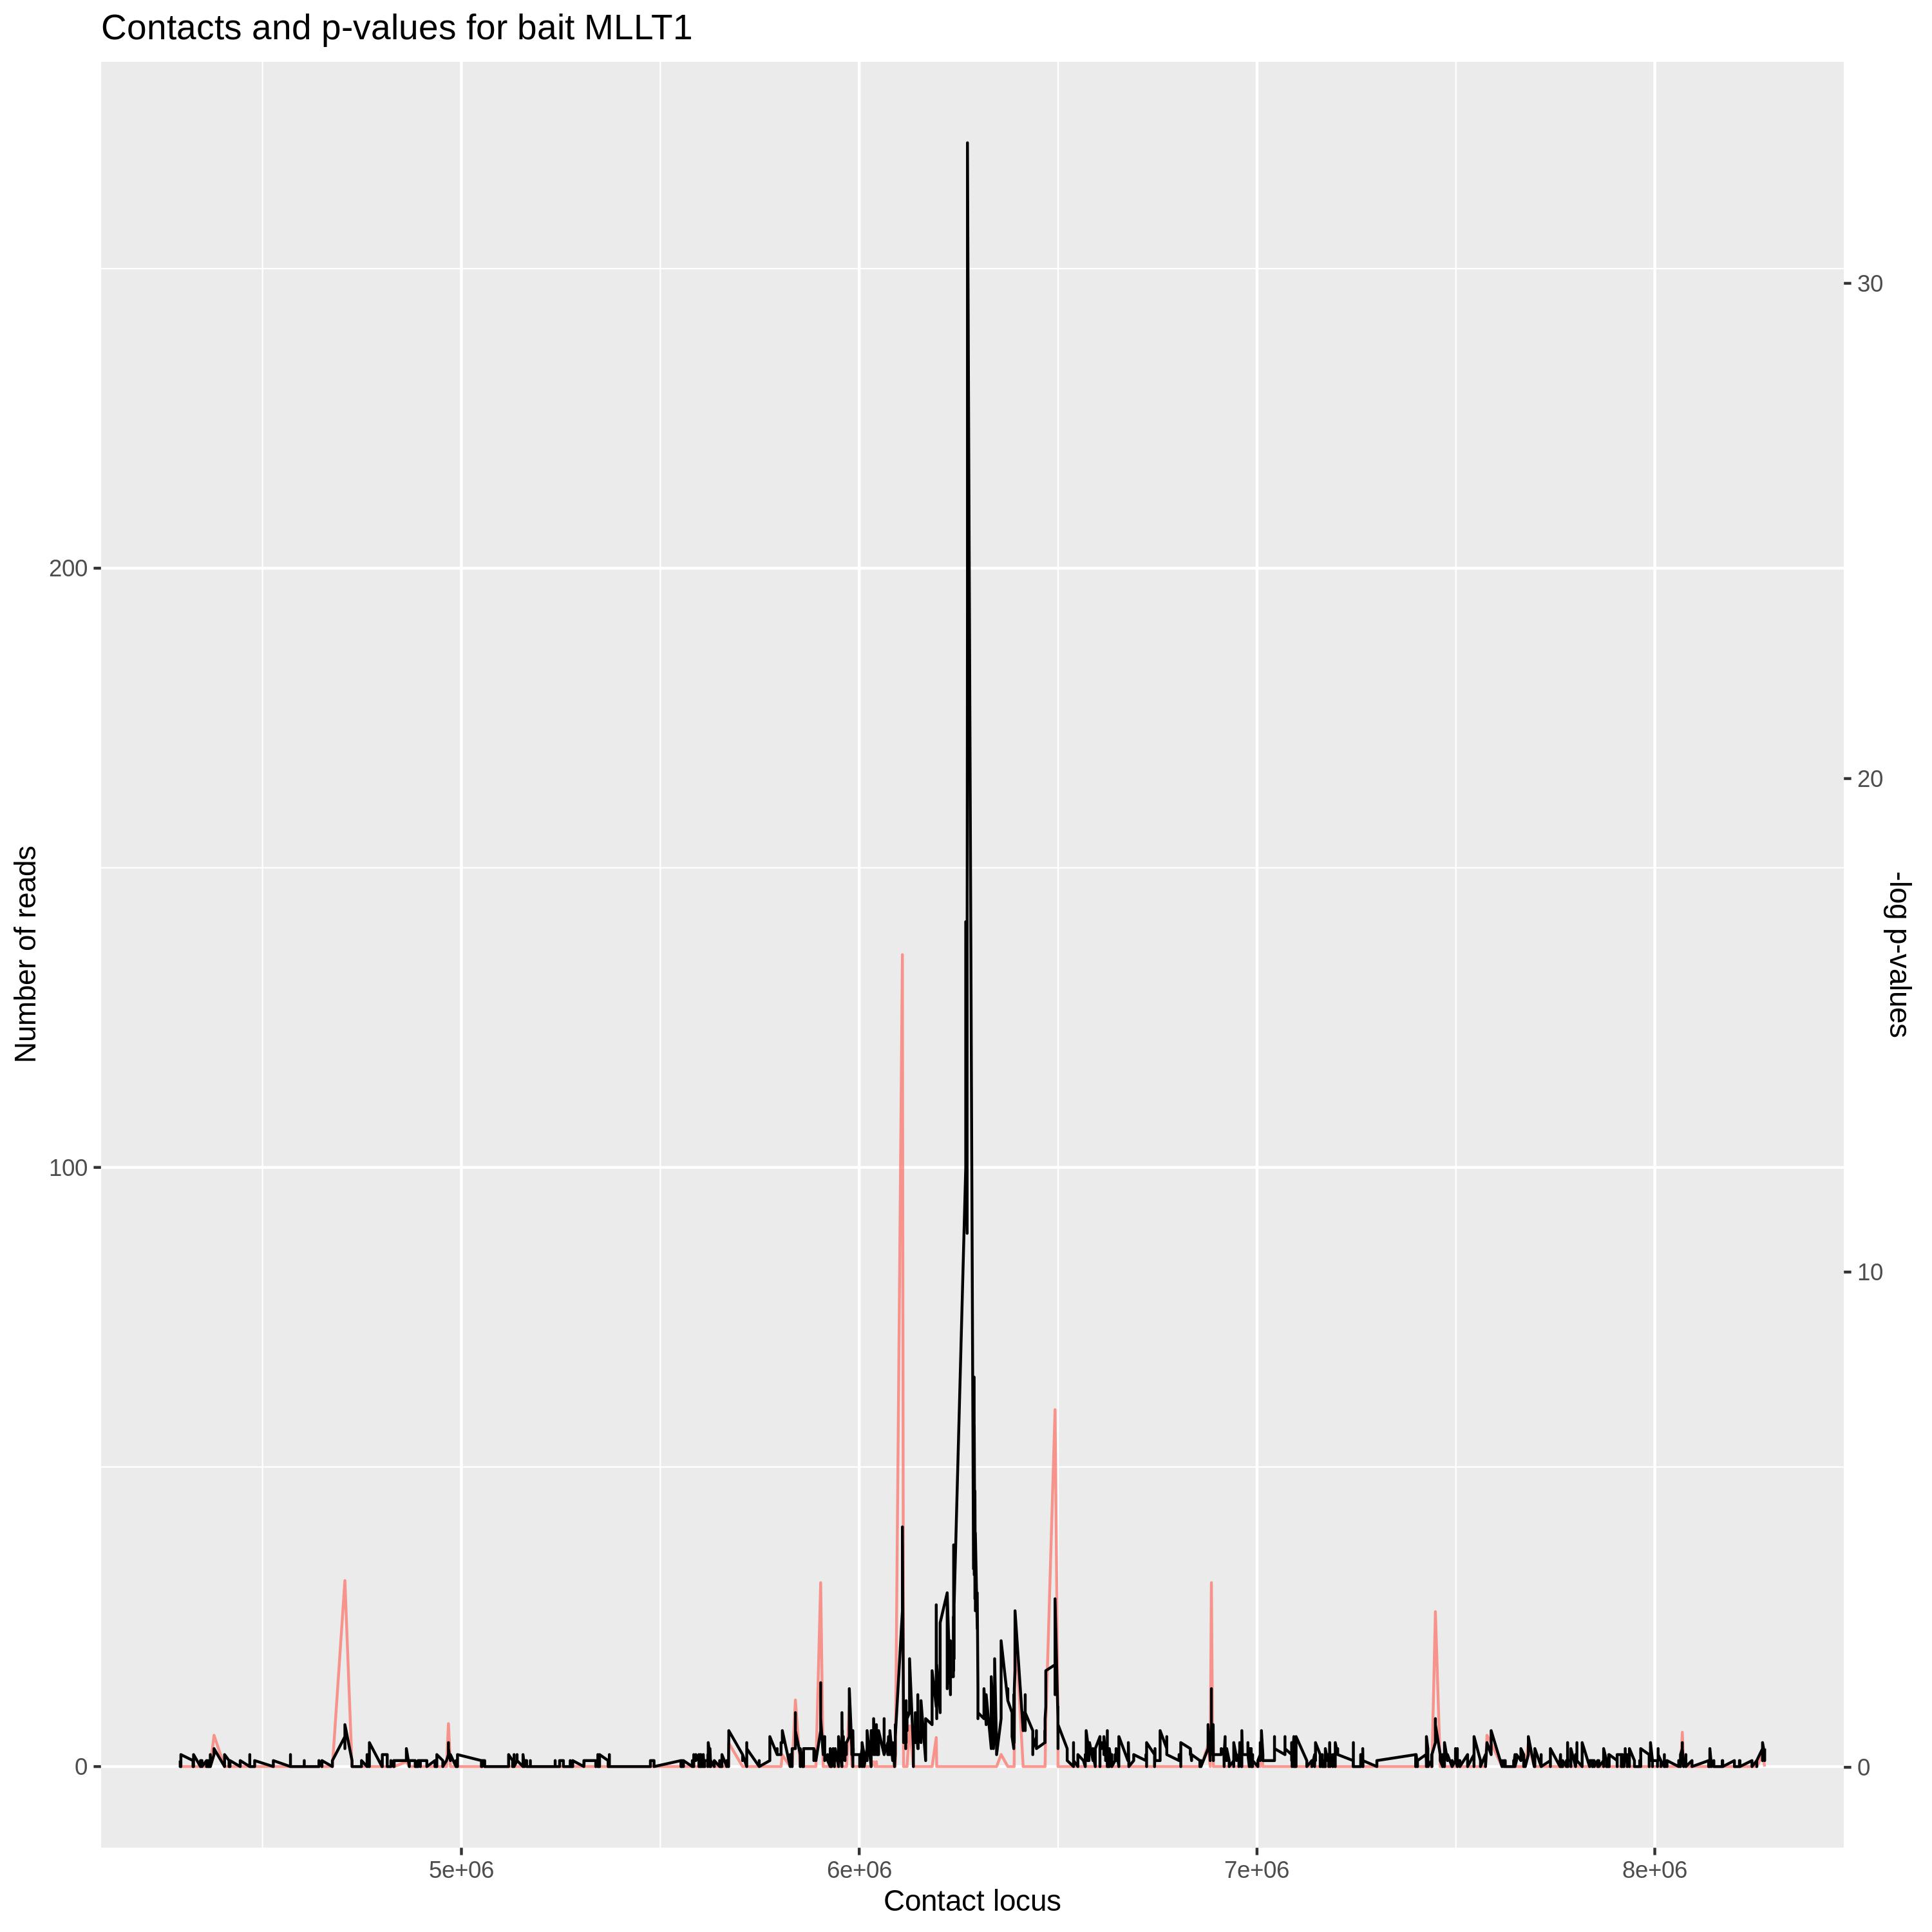 Contacts and p-values for bait MLLT1
Number of reads
200
100
0
30
20
10
0
-log p-values
5e+06
6e+06
7e+06
8e+06
Contact locus